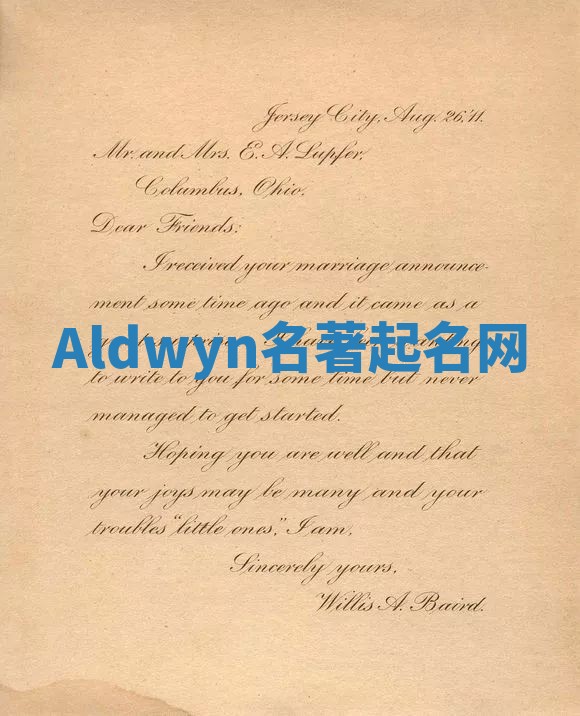 Jersey City, Aug. 26, '11.
Mr. and Mrs. E. A. Lupfer,
Columbus, Ohio.
Dear Friends:
I received your marriage announce-
ment some time ago and it came as a
Aldwyn名著起名网
to write to you for some time but never
managed to get started.
Hoping you are well and that
your joys may be many and your
troubles "little ones," I am,
Sincerely yours,
Willis A. Baird.